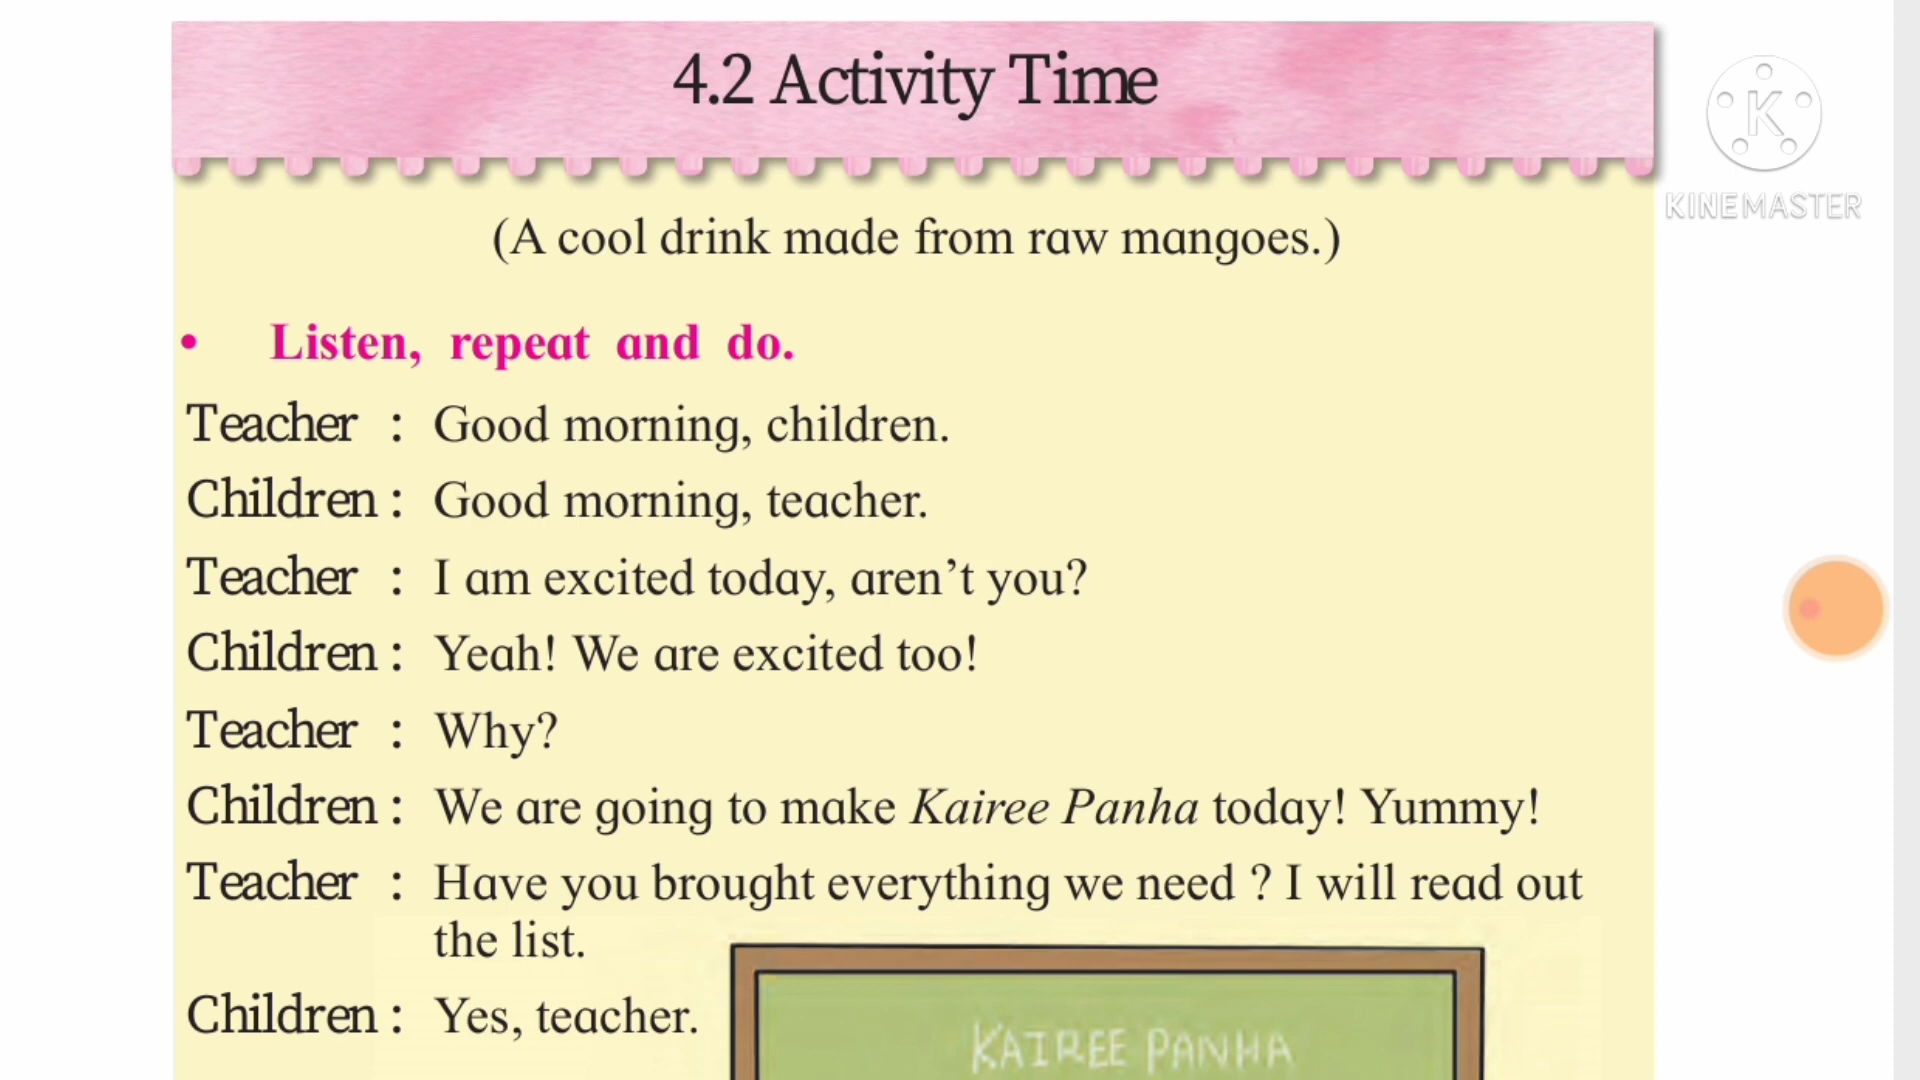 4.2 Activity Time
K
KINEMASTER
(A cool drink made from raw mangoes.)
• Listen, repeat and do.
Teacher : Good morning, children.
Children : Good morning, teacher.
Teacher : I am excited today, aren’t you?
Children : Yeah! We are excited too!
Teacher : Why?
Children : We are going to make Kairee Panha today! Yummy!
Teacher : Have you brought everything we need ? I will read out
the list.
Children : Yes, teacher.
KAIREE PANHA